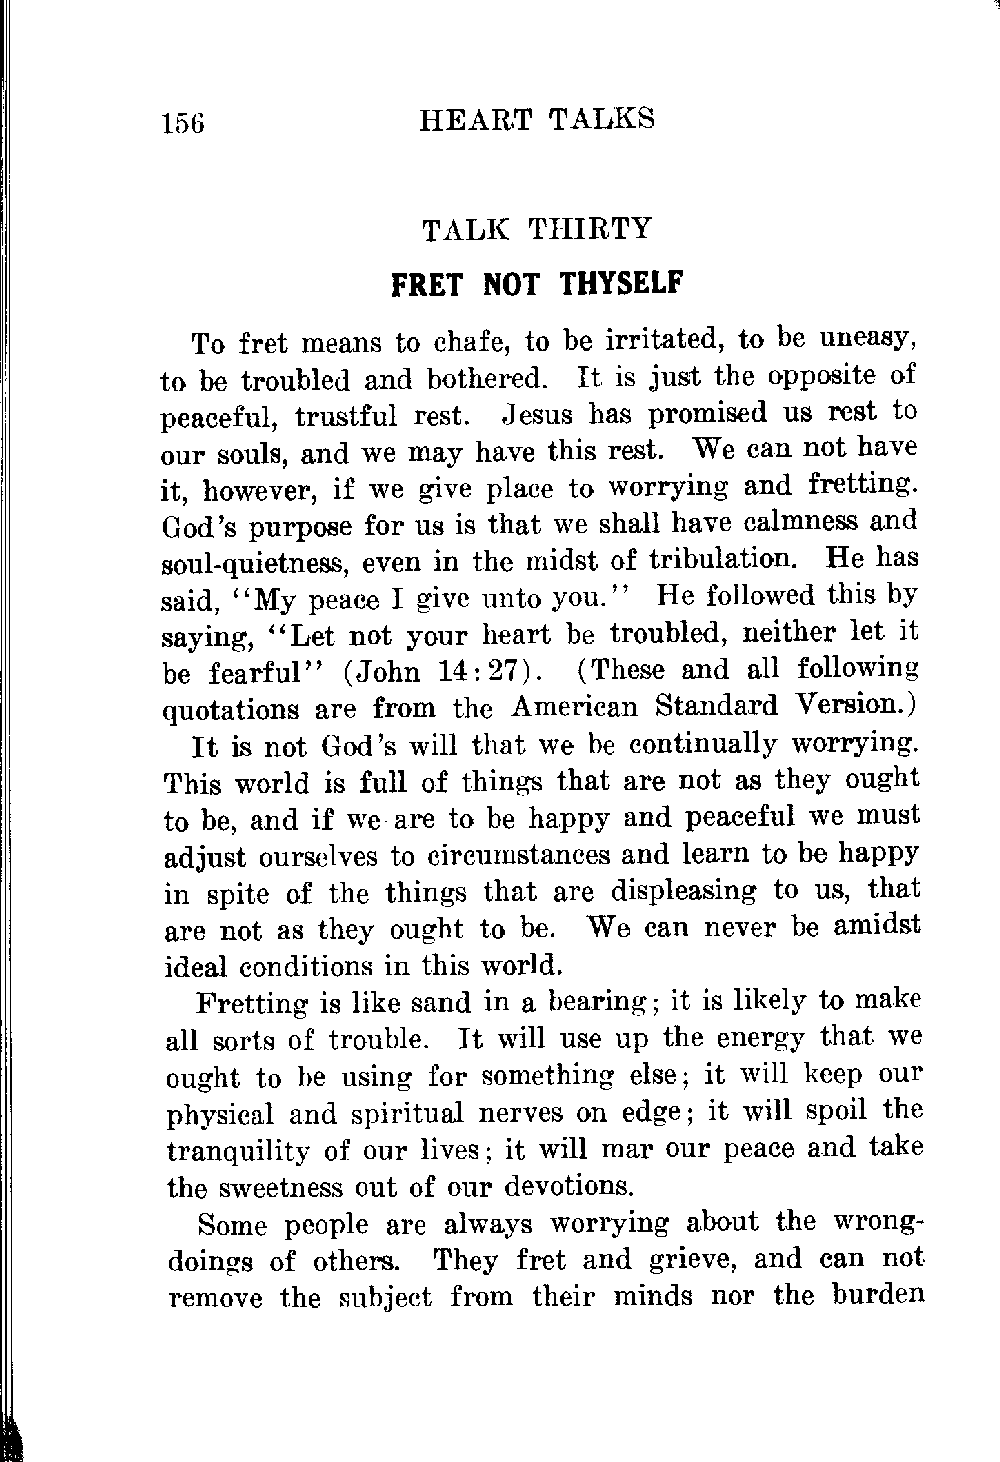 156 HEART TALKS
TALK THIRTY
FRET NOT THYSELF
To fret means to chafe, to be irritated, to be uneasy,
to be troubled and bothered. It is just the opposite of
peaceful, trustful rest. Jesus has promised us rest to
our souls, and we may have this rest. We can not have
it, however, if we give place to worrying and fretting.
God's purpose for us is that we shall have calmness and
soul-quietness, even in the midst of tribulation. He has
said, "My peace I give unto you." He followed this by
saying, "Let not your heart be troubled, neither let it
be fearful" (John 14:27). (These and all following
quotations are from the American Standard Version.)
It is not God's will that we be continually worrying.
This world is full of things that are not as they ought
to be, and if we are to be happy and peaceful we must
adjust ourselves to circumstances and learn to be happy
in spite of the things that are displeasing to us, that
are not as they ought to be. We can never be amidst
ideal conditions in this world.
Fretting is like sand in a bearing; it is likely to make
all sorts of trouble. It will use up the energy that we
ought to be using for something else; it will keep our
physical and spiritual nerves on edge; it will spoil the
tranquility of our lives; it will mar our peace and take
the sweetness out of our devotions.
Some people are always worrying about the wrong-
doings of others. They fret and grieve, and can not
remove the subject from their minds nor the burden